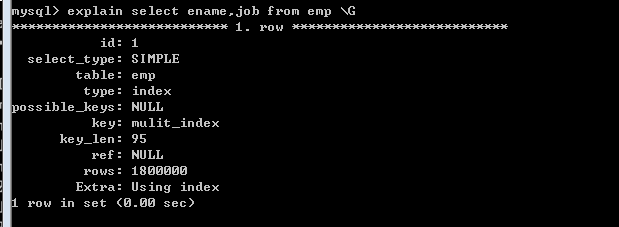 mysql> explain select ename,job from emp \G
*************************** 1. row ***************************
id: 1
select_type: SIMPLE
table: emp
type: index
possible_keys: NULL
key: mulit_index
key_len: 95
ref: NULL
rows: 1800000
Extra: Using index
1 row in set (0.00 sec)